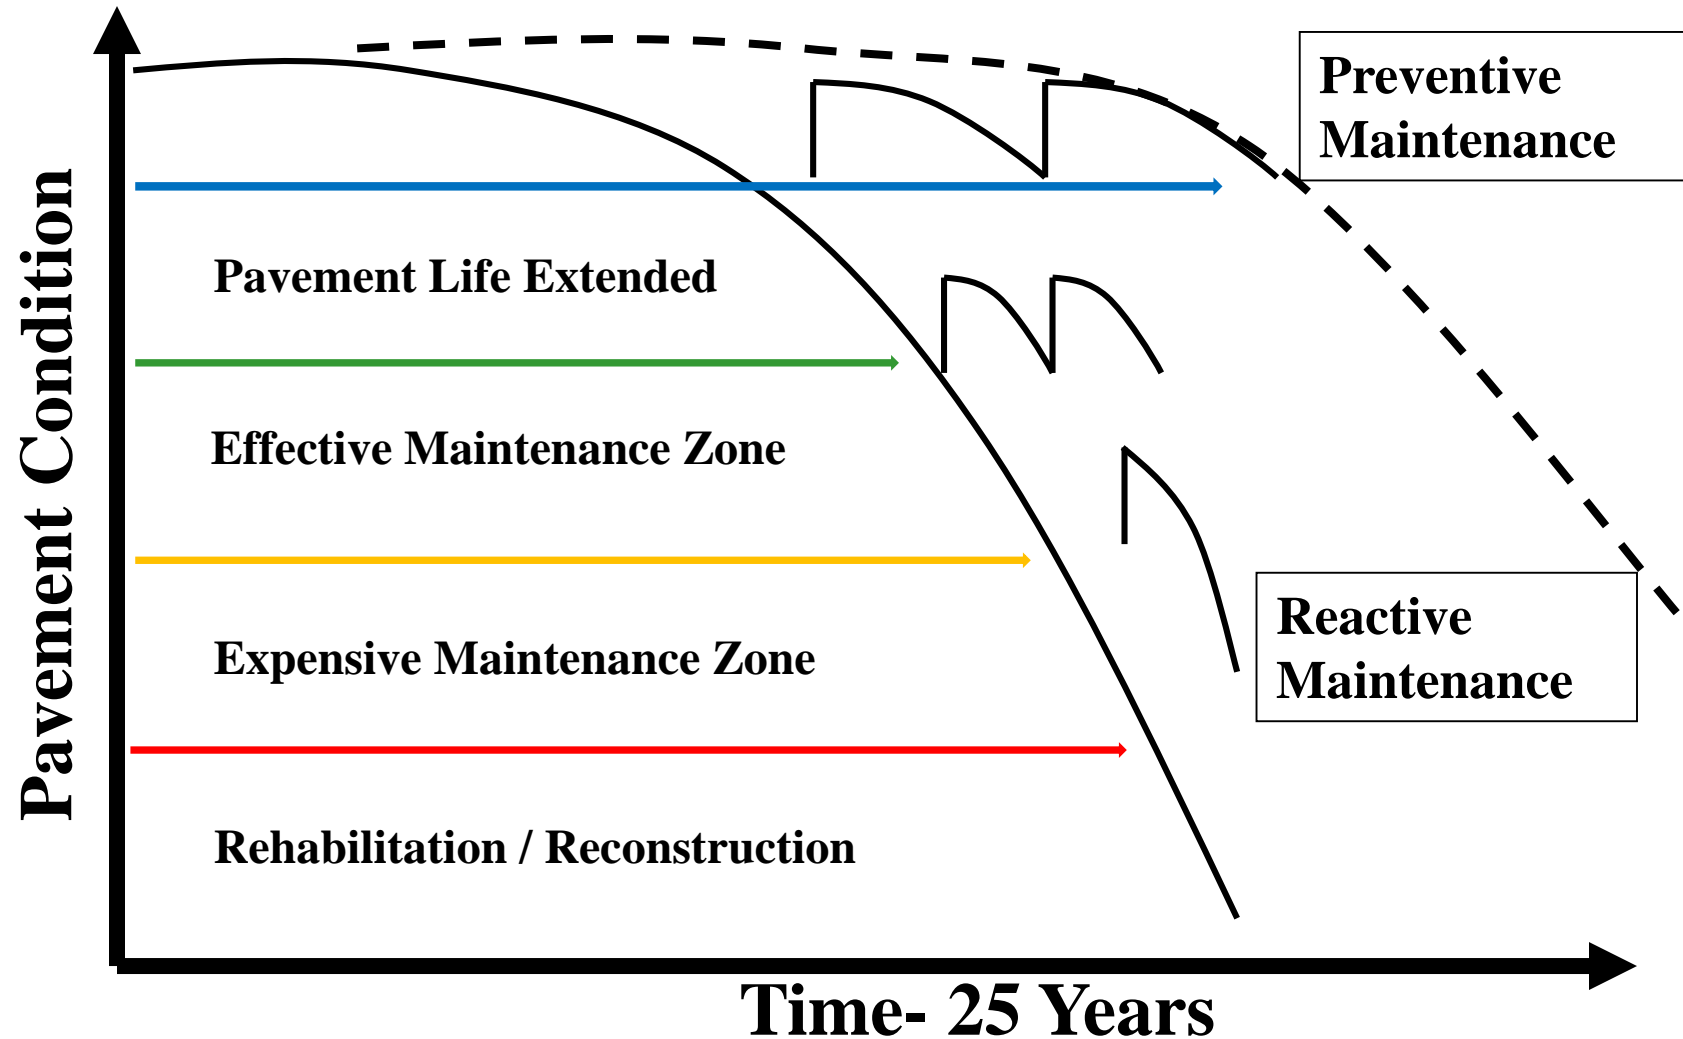 Preventive
Maintenance
Pavement Condition
Pavement Life Extended
Effective Maintenance Zone
Reactive
Maintenance
Expensive Maintenance Zone
Rehabilitation / Reconstruction
Time- 25 Years